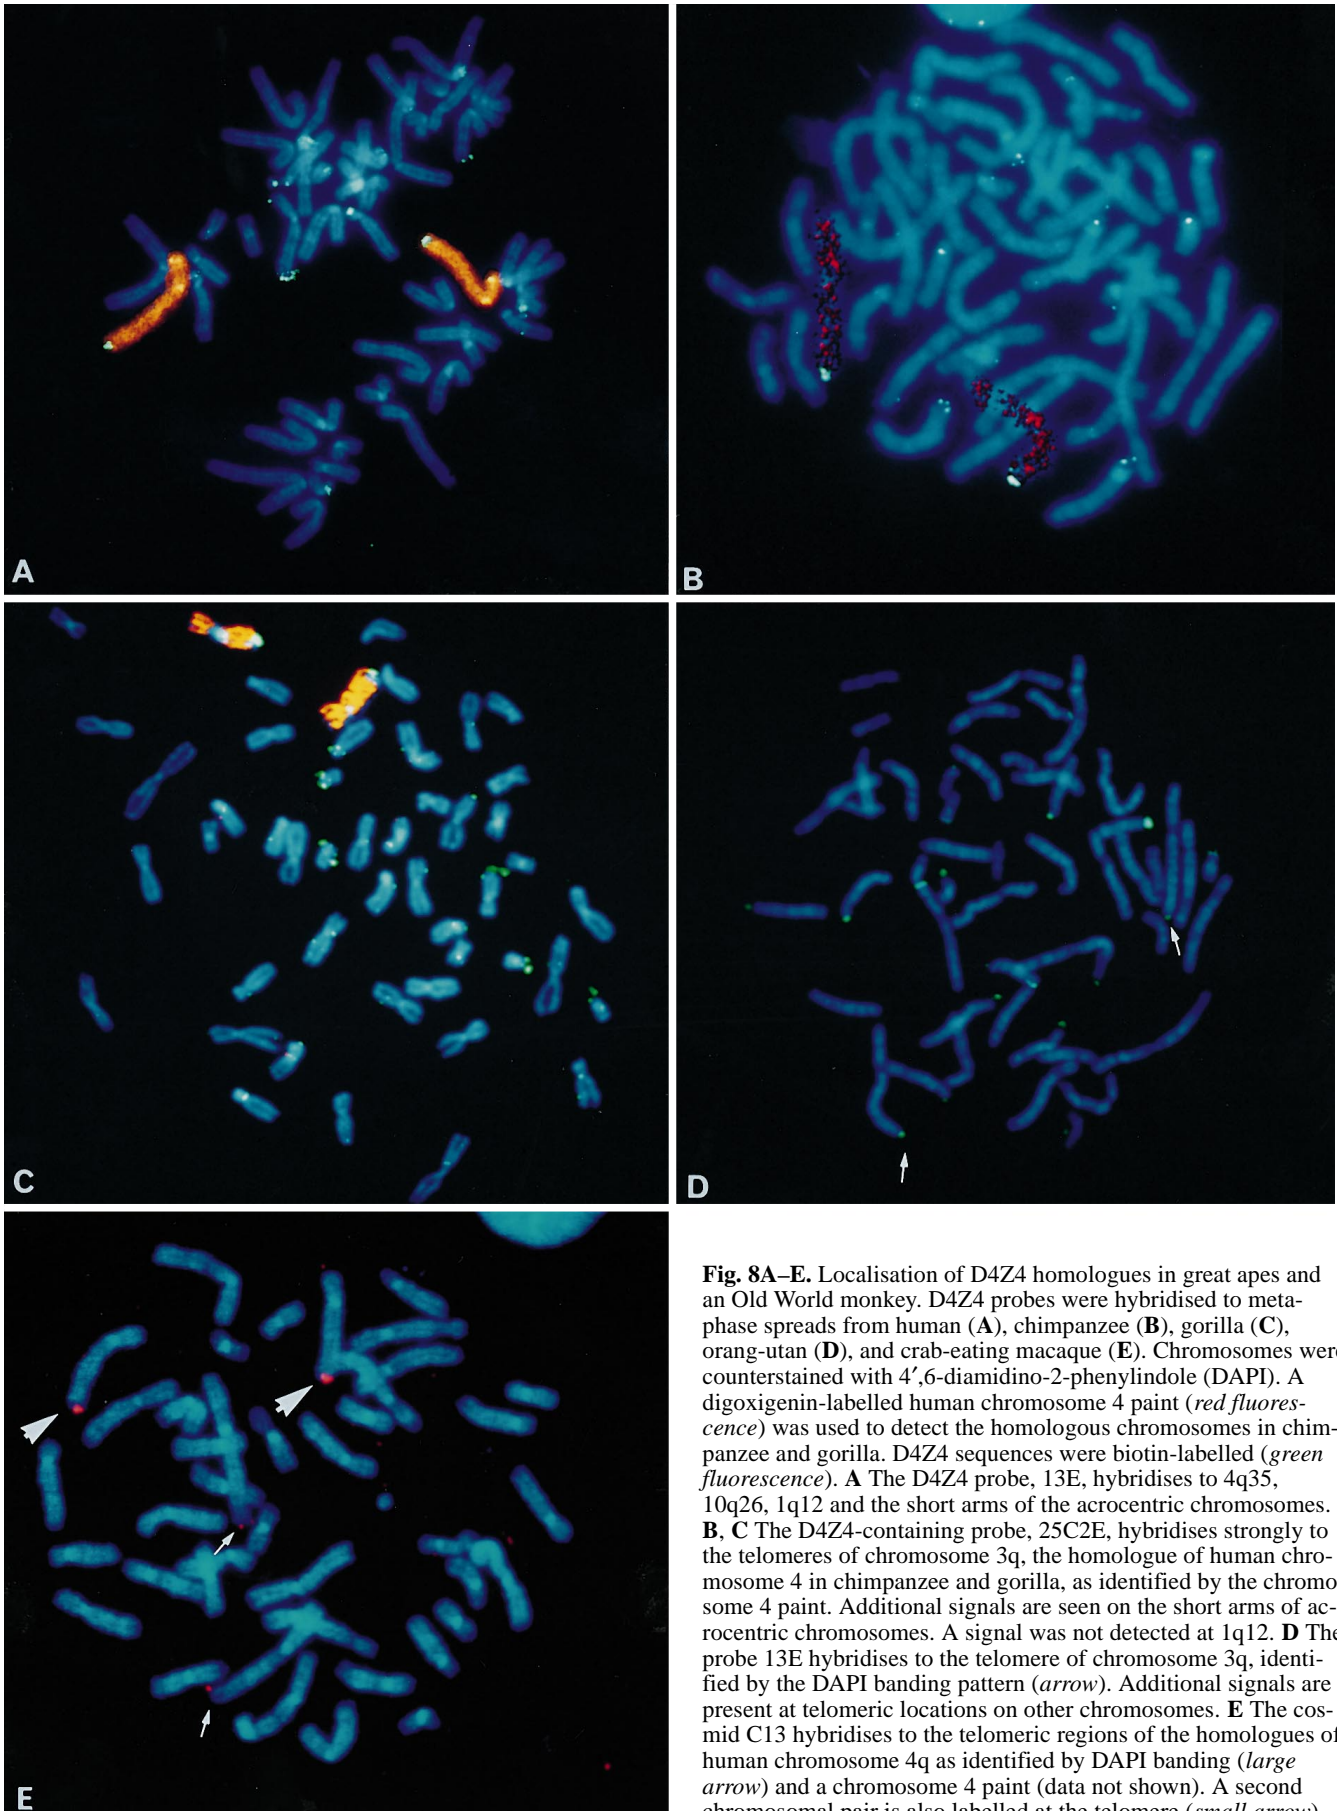 A
B
C
D
E
Fig. 8A–E. Localisation of D4Z4 homologues in great apes and
an Old World monkey. D4Z4 probes were hybridised to meta-
phase spreads from human (A), chimpanzee (B), gorilla (C),
orang-utan (D), and crab-eating macaque (E). Chromosomes were
counterstained with 4′,6-diamidino-2-phenylindole (DAPI). A
digoxigenin-labelled human chromosome 4 paint (red fluores-
cence) was used to detect the homologous chromosomes in chim-
panzee and gorilla. D4Z4 sequences were biotin-labelled (green
fluorescence). A The D4Z4 probe, 13E, hybridises to 4q35,
10q26, 1q12 and the short arms of the acrocentric chromosomes.
B, C The D4Z4-containing probe, 25C2E, hybridises strongly to
the telomeres of chromosome 3q, the homologue of human chro-
mosome 4 in chimpanzee and gorilla, as identified by the chromo
some 4 paint. Additional signals are seen on the short arms of ac-
rocentric chromosomes. A signal was not detected at 1q12. D The
probe 13E hybridises to the telomere of chromosome 3q, identi-
fied by the DAPI banding pattern (arrow). Additional signals are
present at telomeric locations on other chromosomes. E The cos-
mid C13 hybridises to the telomeric regions of the homologues of
human chromosome 4q as identified by DAPI banding (large
arrow) and a chromosome 4 paint (data not shown). A second
chromosomal pair is also labelled at the telomere (small arrow)